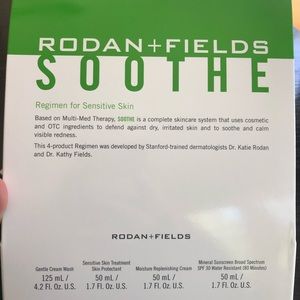 RODAN+FIELDS
SOOTHE
Regimen for Sensitive Skin
Based on Multi-Med Therapy, SOOTHE is a complete skincare system that uses cosmetic
and OTC ingredients to defend against dry, irritated skin and to soothe and calm
visible redness.
This 4-product Regimen was developed by Stanford-trained dermatologists Dr. Katie Rodan
and Dr. Kathy Fields.
RODAN+FIELDS
Gentle Cream Wash
125 mL /
4.2 Fl. Oz. U.S.
Sensitive Skin Treatment
Skin Protectant
50 mL /
1.7 Fl. Oz. U.S.
Moisture Replenishing Cream
50 mL /
1.7 Fl. Oz. U.S.
Mineral Sunscreen Broad Spectrum
SPF 30 Water Resistant (80 Minutes)
50 mL /
1.7 Fl. Oz. U.S.